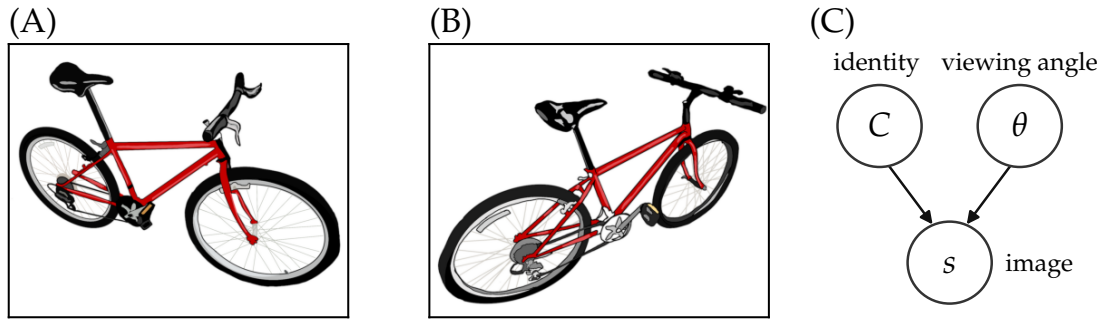 (A)
(B)
(C)
identity viewing angle
C θ
s image